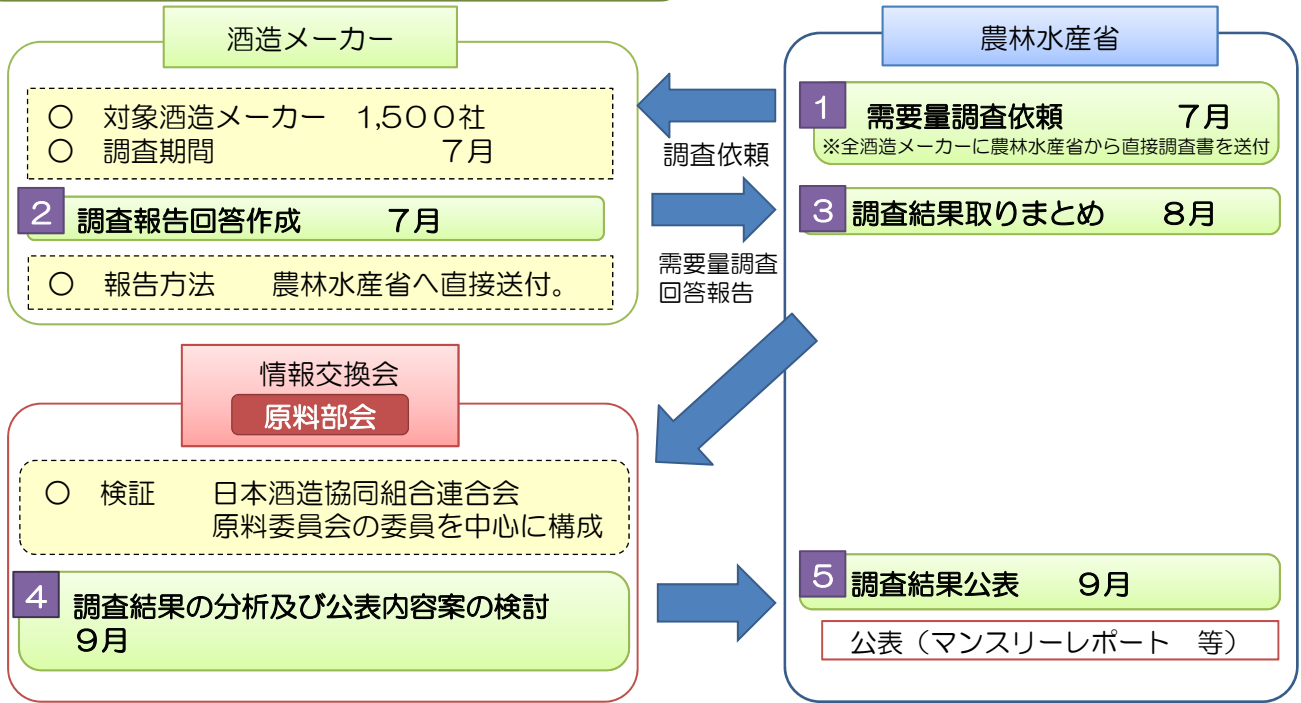 酒造メーカー
○ 対象酒造メーカー 1,500社
○ 調査期間 7月
2 調査報告回答作成 7月
○ 報告方法 農林水産省へ直接送付。
調査依頼
需要量調査
回答報告
農林水産省
1 需要量調査依頼 7月
※全酒造メーカーに農林水産省から直接調査書を送付
3 調査結果取りまとめ 8月
情報交換会
原料部会
○ 検証 日本酒造協同組合連合会
原料委員会の委員を中心に構成
4 調査結果の分析及び公表内容案の検討
9月
5 調査結果公表 9月
公表（マンスリーレポート 等）